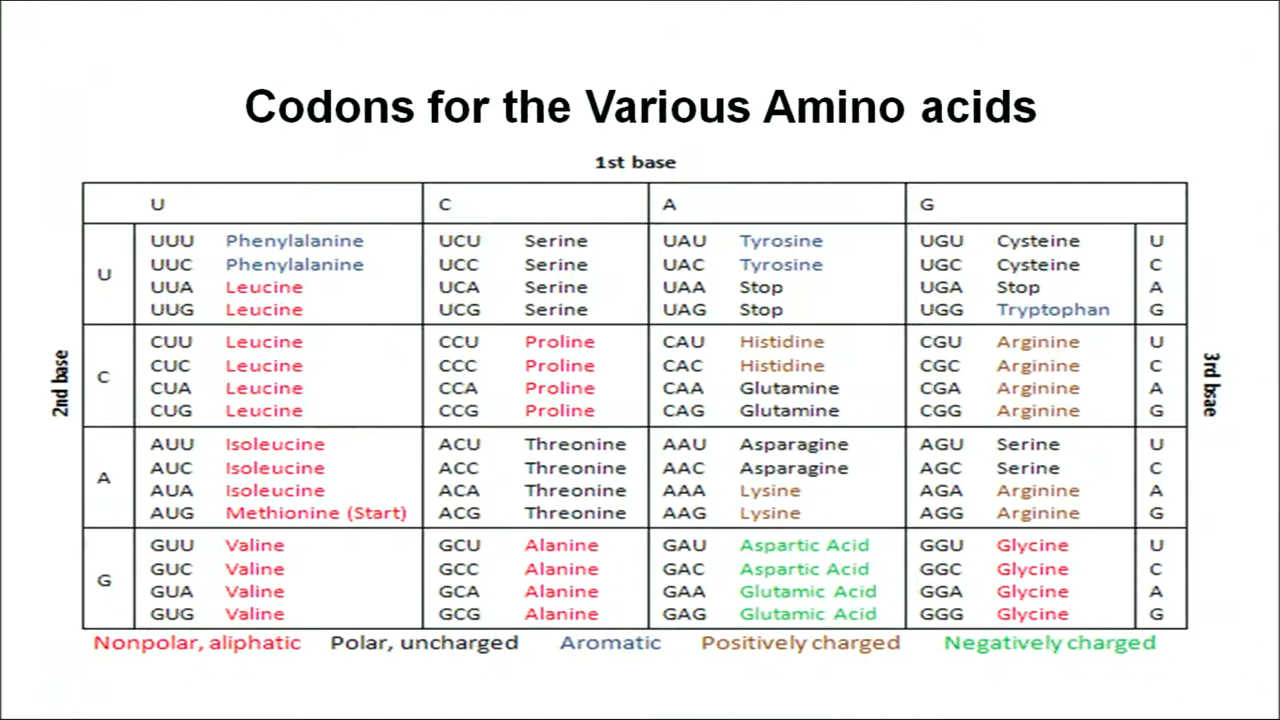 Codons for the Various Amino acids
1st base
U C A G
2nd base
3rd bsae
U
UUU Phenylalanine UCU Serine UAU Tyrosine UGU Cysteine U
UUC Phenylalanine UCC Serine UAC Tyrosine UGC Cysteine C
UUA Leucine UCA Serine UAA Stop UGA Stop A
UUG Leucine UCG Serine UAG Stop UGG Tryptophan G
C
CUU Leucine CCU Proline CAU Histidine CGU Arginine U
CUC Leucine CCC Proline CAC Histidine CGC Arginine C
CUA Leucine CCA Proline CAA Glutamine CGA Arginine A
CUG Leucine CCG Proline CAG Glutamine CGG Arginine G
A
AUU Isoleucine ACU Threonine AAU Asparagine AGU Serine U
AUC Isoleucine ACC Threonine AAC Asparagine AGC Serine C
AUA Isoleucine ACA Threonine AAA Lysine AGA Arginine A
AUG Methionine (Start) ACG Threonine AAG Lysine AGG Arginine G
G
GUU Valine GCU Alanine GAU Aspartic Acid GGU Glycine U
GUC Valine GCC Alanine GAC Aspartic Acid GGC Glycine C
GUA Valine GCA Alanine GAA Glutamic Acid GGA Glycine A
GUG Valine GCG Alanine GAG Glutamic Acid GGG Glycine G
Nonpolar, aliphatic Polar, uncharged Aromatic Positively charged Negatively charged